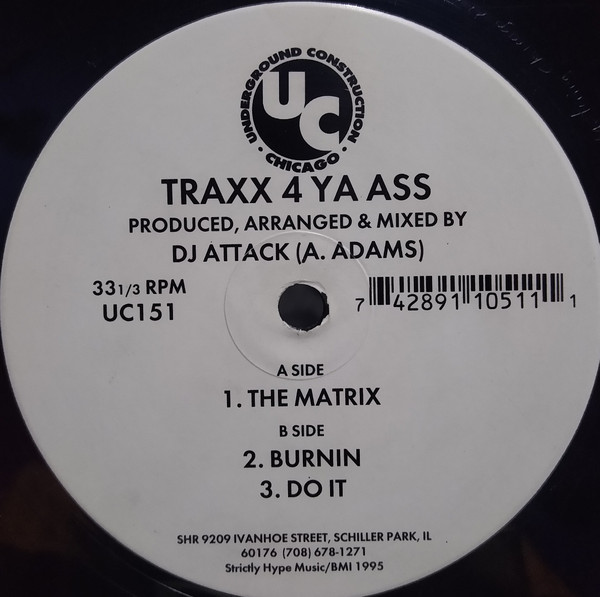 UNDERGROUND CONSTRUCTION
UC
· CHICAGO ·
TRAXX 4 YA ASS
PRODUCED, ARRANGED & MIXED BY
DJ ATTACK (A. ADAMS)
33 1/3 RPM
UC151
7 42891 10511 1
A SIDE
1. THE MATRIX
B SIDE
2. BURNIN
3. DO IT
SHR 9209 IVANHOE STREET, SCHILLER PARK, IL
60176 (708) 678-1271
Strictly Hype Music/BMI 1995